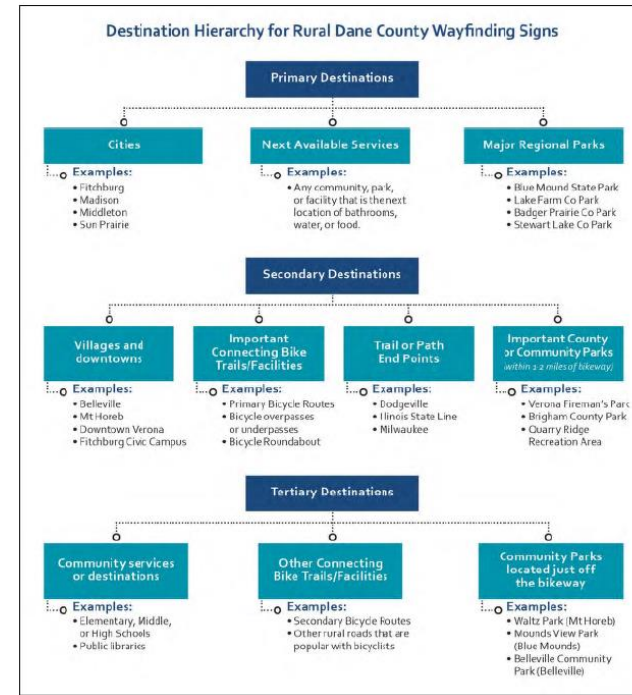 Destination Hierarchy for Rural Dane County Wayfinding Signs
Primary Destinations
Cities
Examples:
• Fitchburg
• Madison
• Middleton
• Sun Prairie
Next Available Services
Examples:
• Any community, park,
or facility that is the next
location of bathrooms,
water, or food.
Major Regional Parks
Examples:
• Blue Mound State Park
• Lake Farm Co Park
• Badger Prairie Co Park
• Stewart Lake Co Park
Secondary Destinations
Villages and
downtowns
Examples:
• Belleville
• Mt Horeb
• Downtown Verona
• Fitchburg Civic Campus
Important
Connecting Bike
Trails/Facilities
Examples:
• Primary Bicycle Routes
• Bicycle overpasses
or underpasses
• Bicycle Roundabout
Trail or Path
End Points
Examples:
• Dodgeville
• Illinois State Line
• Milwaukee
Important County
or Community Parks
(within 1-2 miles of bikeway)
Examples:
• Verona Fireman's Park
• Brigham County Park
• Quarry Ridge
Recreation Area
Tertiary Destinations
Community services
or destinations
Examples:
• Elementary, Middle,
or High Schools
• Public libraries
Other Connecting
Bike Trails/Facilities
Examples:
• Secondary Bicycle Routes
• Other rural roads that are
popular with bicyclists
Community Parks
located just off
the bikeway
Examples:
• Waltz Park (Mt Horeb)
• Mounds View Park
(Blue Mounds)
• Belleville Community
Park (Belleville)